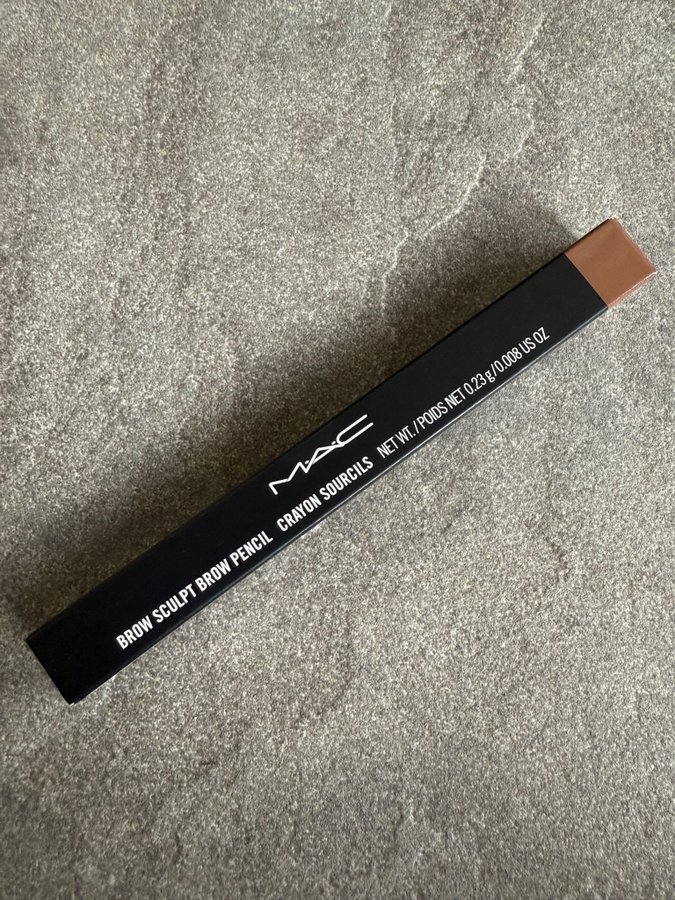 M·A·C
BROW SCULPT BROW PENCIL CRAYON SOURCILS NET WT./POIDS NET 0.23 g/0.008 US OZ